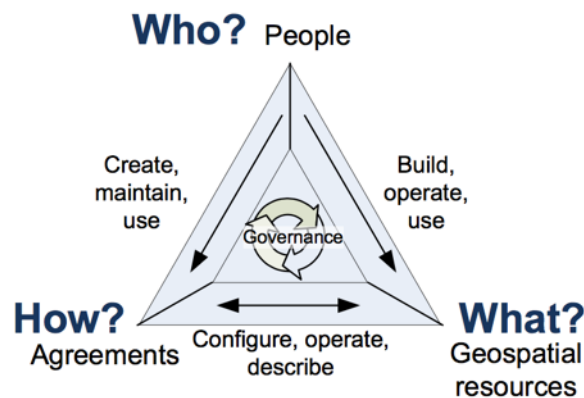 Who? People
Create,
maintain,
use
Build,
operate,
use
Governance
How?
Agreements
Configure, operate,
describe
What?
Geospatial
resources